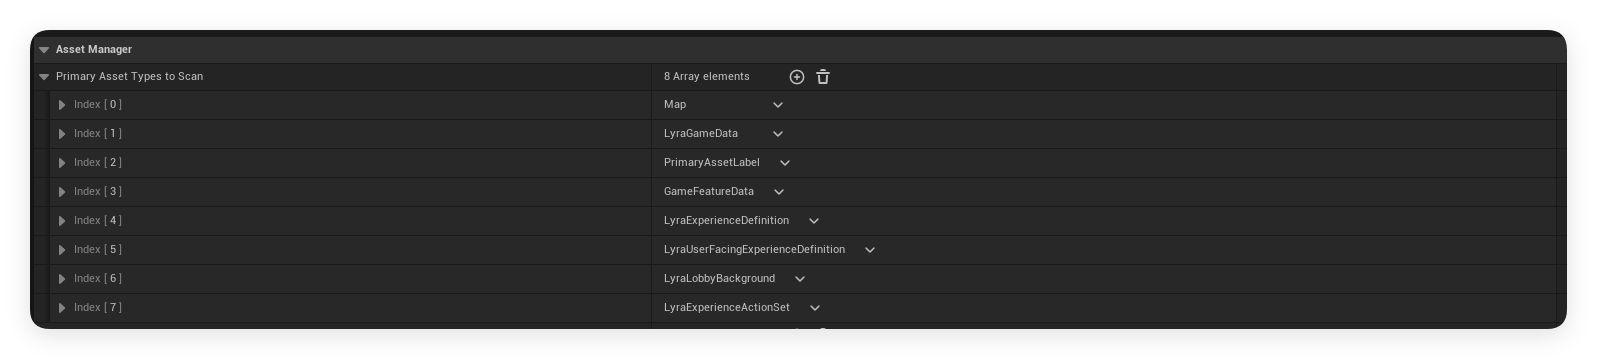 Asset Manager
Primary Asset Types to Scan 8 Array elements
Index [ 0 ] Map
Index [ 1 ] LyraGameData
Index [ 2 ] PrimaryAssetLabel
Index [ 3 ] GameFeatureData
Index [ 4 ] LyraExperienceDefinition
Index [ 5 ] LyraUserFacingExperienceDefinition
Index [ 6 ] LyraLobbyBackground
Index [ 7 ] LyraExperienceActionSet